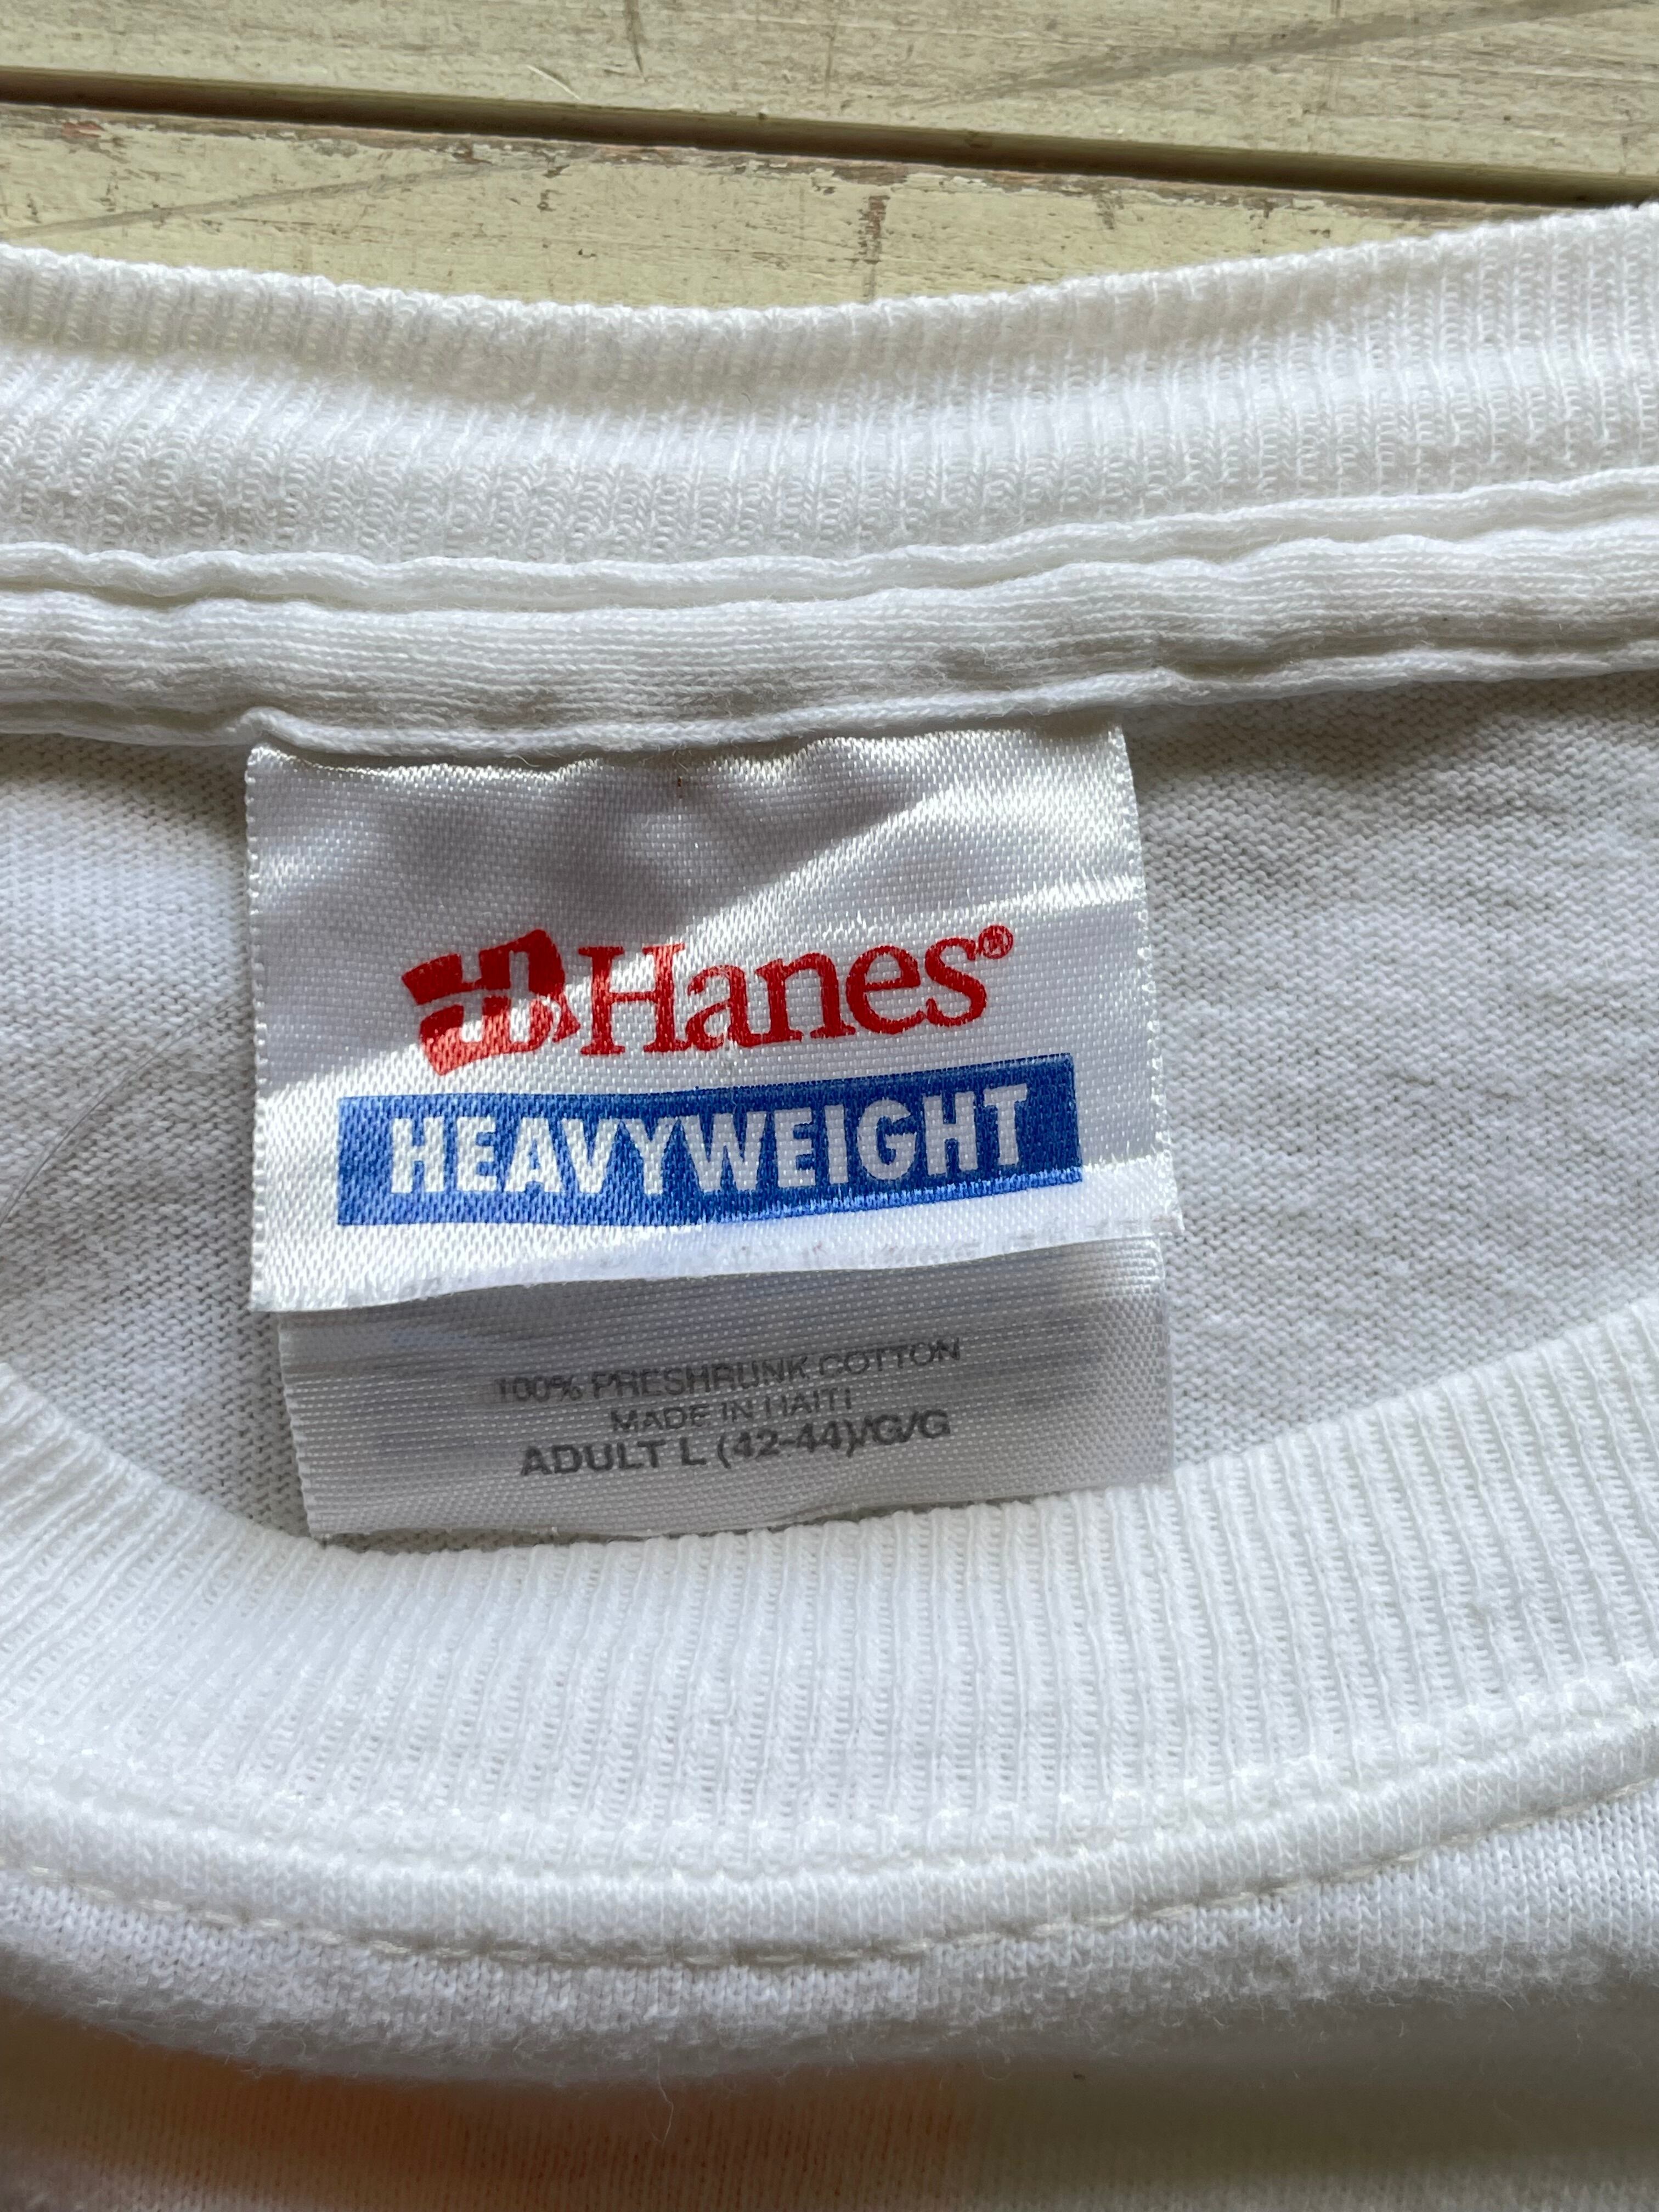 Hanes®
HEAVYWEIGHT
100% PRESHRUNK COTTON
MADE IN HAITI
ADULT L (42-44)/G/G